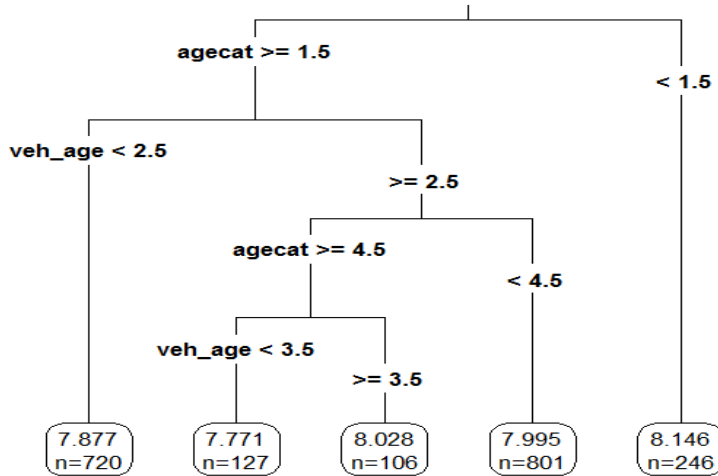 agecat >= 1.5
< 1.5
veh_age < 2.5
>= 2.5
agecat >= 4.5
< 4.5
veh_age < 3.5
>= 3.5
7.877
n=720
7.771
n=127
8.028
n=106
7.995
n=801
8.146
n=246